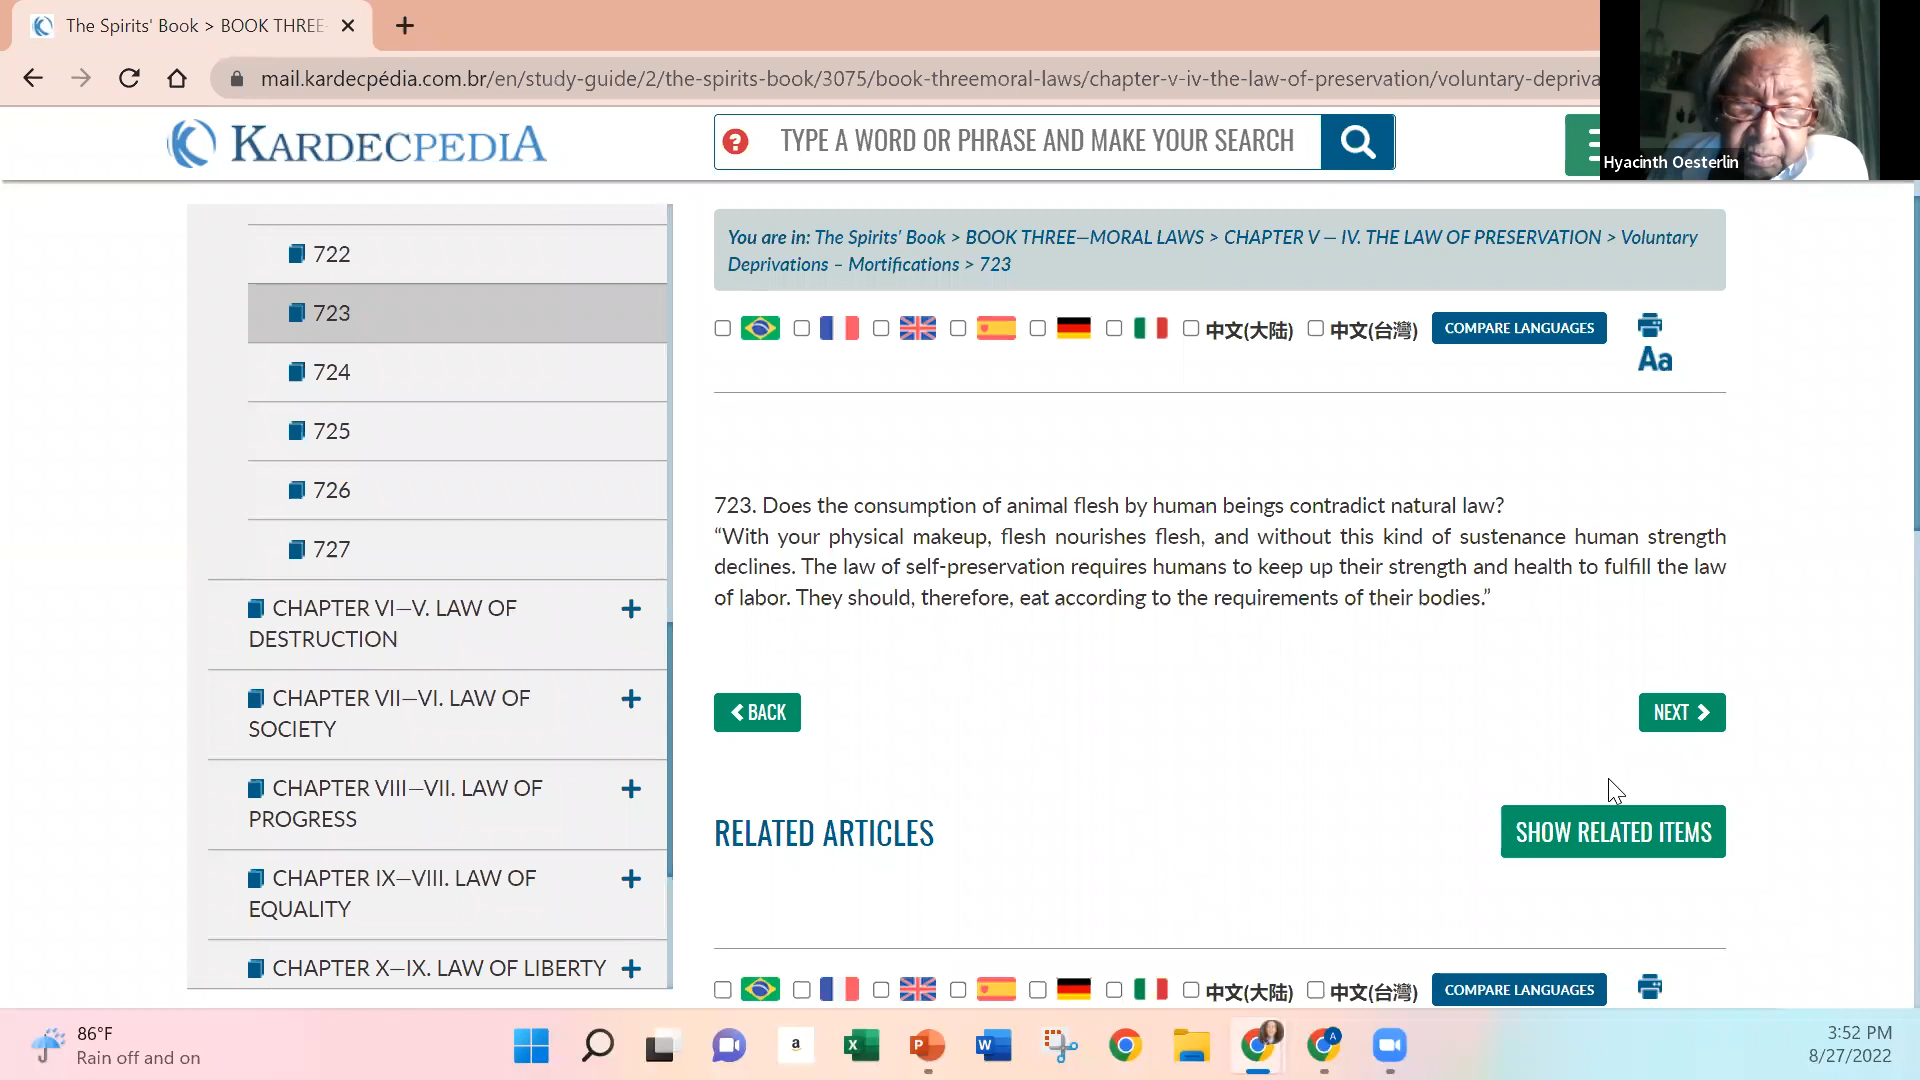 The Spirits' Book > BOOK THREE
mail.kardecpédia.com.br/en/study-guide/2/the-spirits-book/3075/book-threemoral-laws/chapter-v-iv-the-law-of-preservation/voluntary-depriva
Hyacinth Oesterlin
KARDECPEDIA
? TYPE A WORD OR PHRASE AND MAKE YOUR SEARCH
722
723
724
725
726
727
CHAPTER VI—V. LAW OF
DESTRUCTION
CHAPTER VII—VI. LAW OF
SOCIETY
CHAPTER VIII—VII. LAW OF
PROGRESS
CHAPTER IX—VIII. LAW OF
EQUALITY
CHAPTER X—IX. LAW OF LIBERTY
You are in: The Spirits' Book > BOOK THREE—MORAL LAWS > CHAPTER V — IV. THE LAW OF PRESERVATION > Voluntary
Deprivations – Mortifications > 723
中文(大陆) 中文(台灣) COMPARE LANGUAGES
Aa
723. Does the consumption of animal flesh by human beings contradict natural law?
“With your physical makeup, flesh nourishes flesh, and without this kind of sustenance human strength
declines. The law of self-preservation requires humans to keep up their strength and health to fulfill the law
of labor. They should, therefore, eat according to the requirements of their bodies.”
BACK
NEXT
RELATED ARTICLES
SHOW RELATED ITEMS
中文(大陆) 中文(台灣) COMPARE LANGUAGES
86°F
Rain off and on
a
X
P
W
A
3:52 PM
8/27/2022